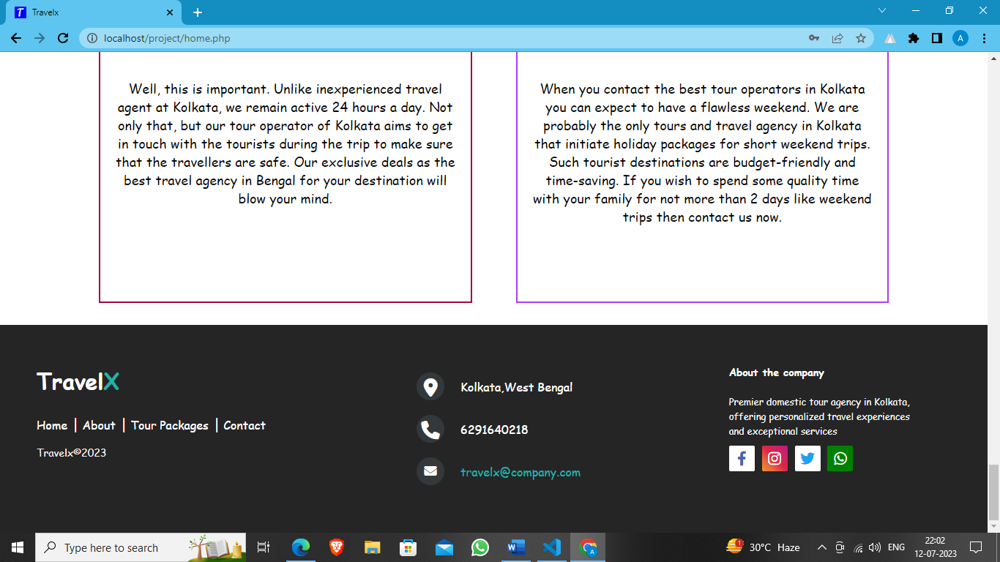 Travelx
localhost/project/home.php
A
Well, this is important. Unlike inexperienced travel
agent at Kolkata, we remain active 24 hours a day. Not
only that, but our tour operator of Kolkata aims to get
in touch with the tourists during the trip to make sure
that the travellers are safe. Our exclusive deals as the
best travel agency in Bengal for your destination will
blow your mind.
When you contact the best tour operators in Kolkata
you can expect to have a flawless weekend. We are
probably the only tours and travel agency in Kolkata
that initiate holiday packages for short weekend trips.
Such tourist destinations are budget-friendly and
time-saving. If you wish to spend some quality time
with your family for not more than 2 days like weekend
trips then contact us now.
TravelX
Home | About | Tour Packages | Contact
Travelx©2023
Kolkata,West Bengal
6291640218
travelx@company.com
About the company
Premier domestic tour agency in Kolkata,
offering personalized travel experiences
and exceptional services
Type here to search
1
30°C Haze
ENG
22:02
12-07-2023